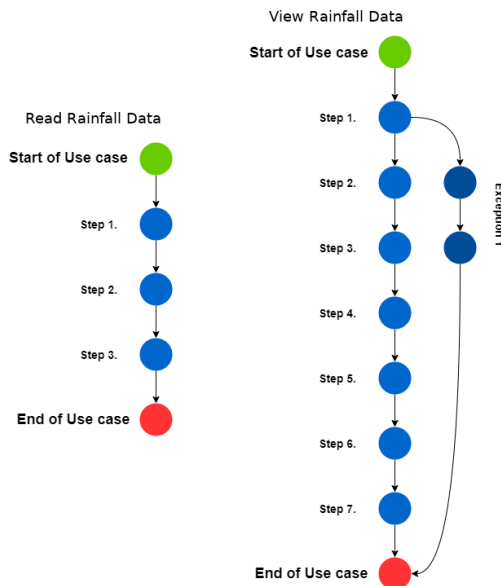 View Rainfall Data
Start of Use case
Step 1.
Step 2.
Step 3.
Step 4.
Step 5.
Step 6.
Step 7.
End of Use case
Exception 1
Read Rainfall Data
Start of Use case
Step 1.
Step 2.
Step 3.
End of Use case